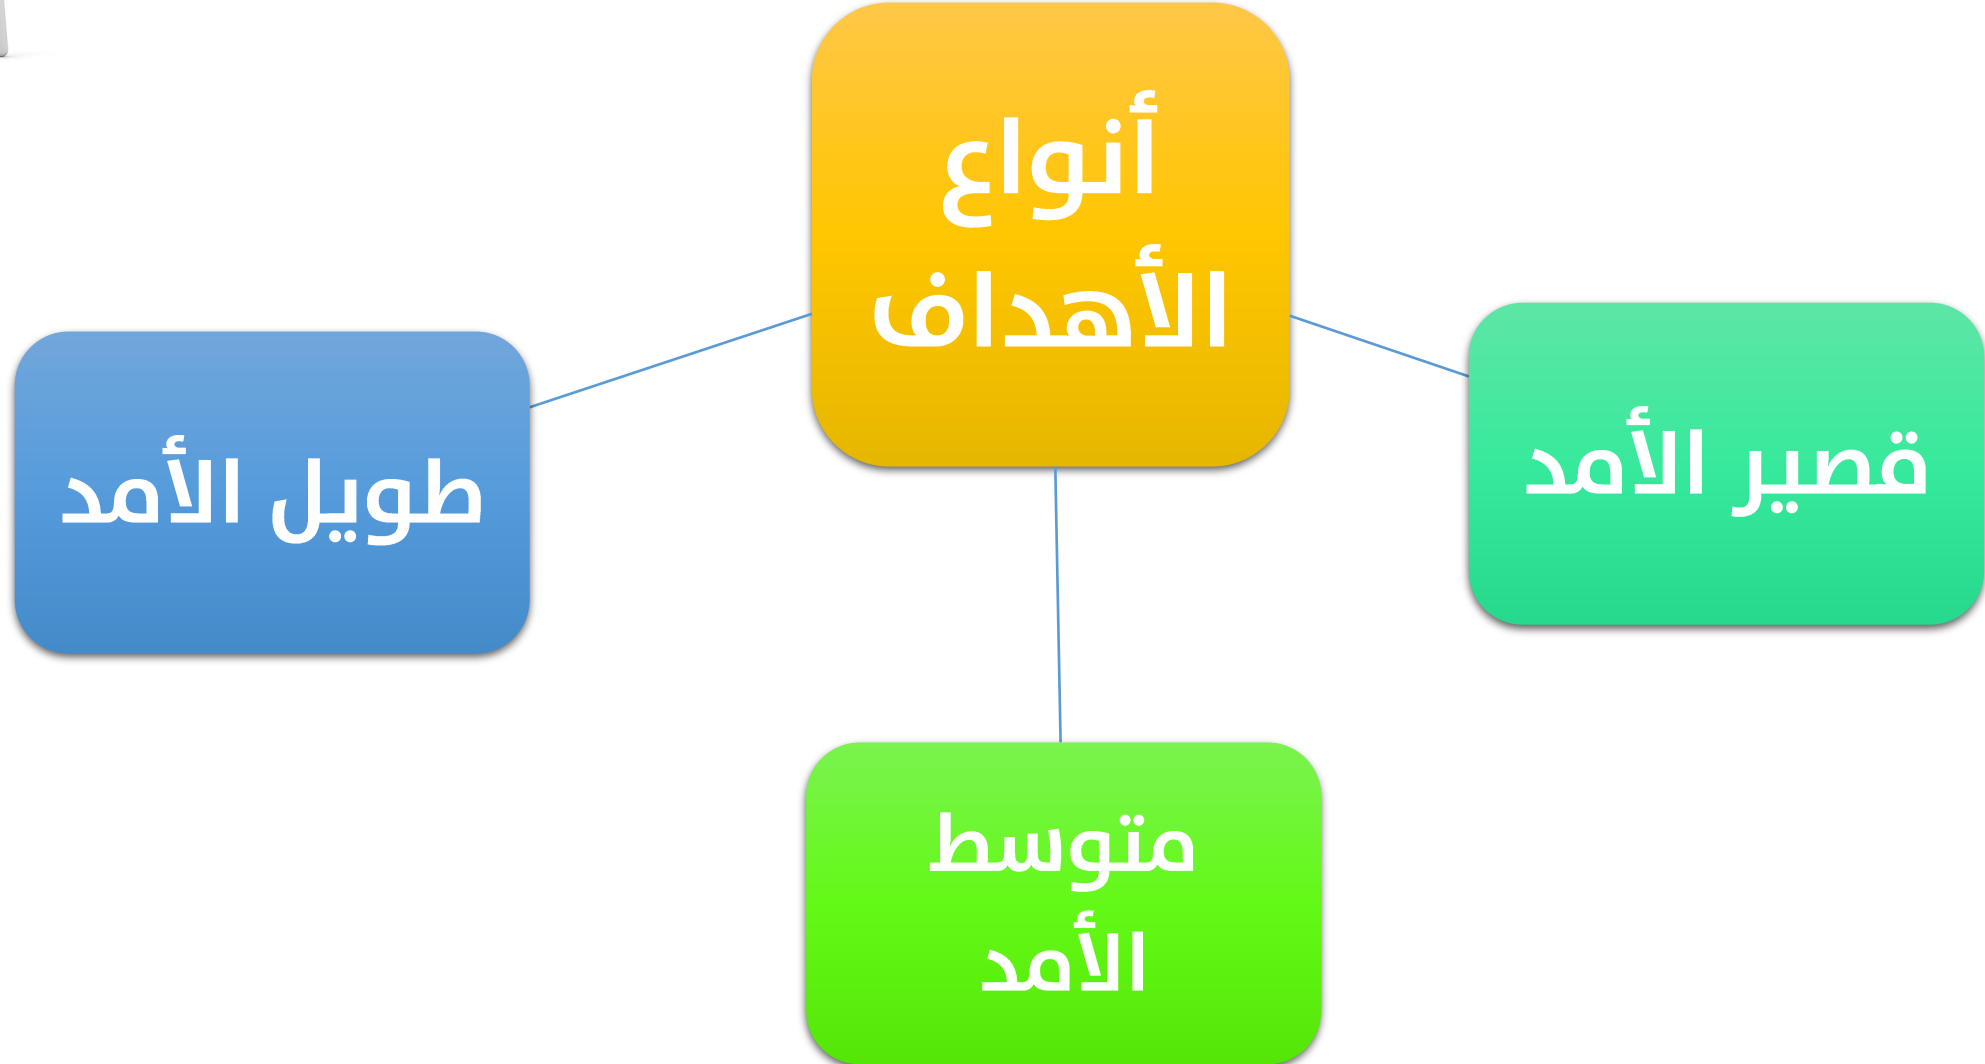 أنواع
الأهداف
قصير الأمد
طويل الأمد
متوسط
الأمد